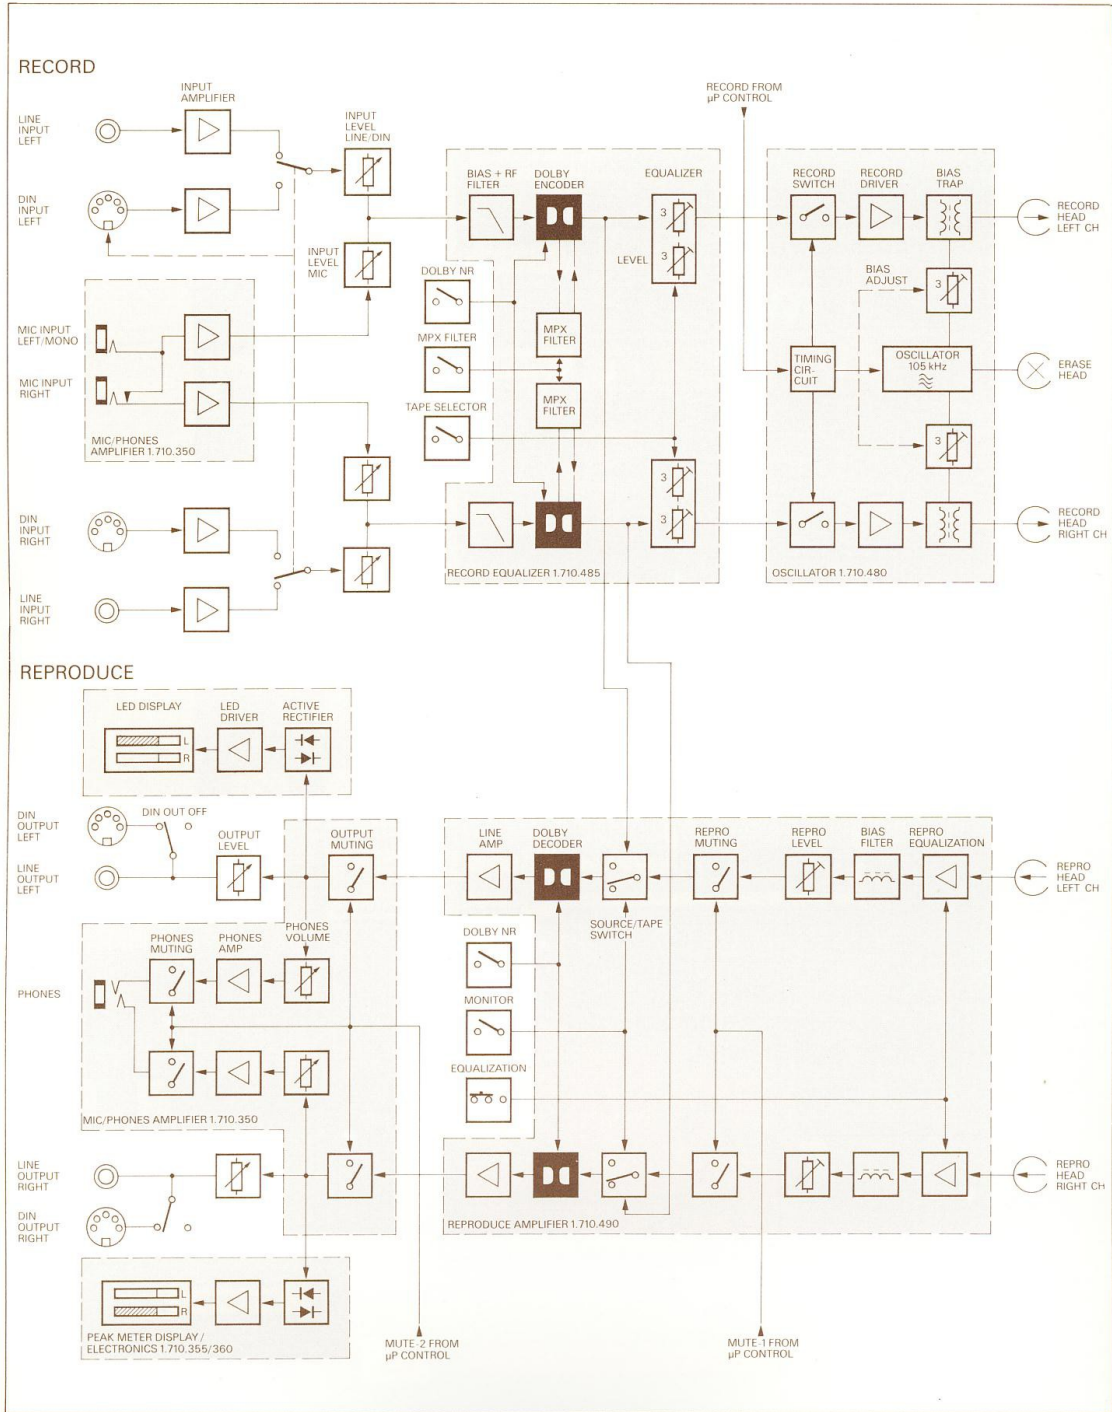 RECORD
INPUT
AMPLIFIER
LINE
INPUT
LEFT
DIN
INPUT
LEFT
INPUT
LEVEL
LINE/DIN
INPUT
LEVEL
MIC
MIC INPUT
LEFT/MONO
MIC INPUT
RIGHT
MIC/PHONES
AMPLIFIER 1.710.350
DIN
INPUT
RIGHT
LINE
INPUT
RIGHT
BIAS + RF
FILTER
DOLBY
ENCODER
EQUALIZER
3
LEVEL
3
DOLBY NR
MPX FILTER
TAPE SELECTOR
MPX
FILTER
MPX
FILTER
3
3
RECORD EQUALIZER 1.710.485
RECORD FROM
µP CONTROL
RECORD
SWITCH
RECORD
DRIVER
BIAS
TRAP
RECORD
HEAD
LEFT CH
BIAS
ADJUST
3
TIMING
CIR-
CUIT
OSCILLATOR
105 kHz
ERASE
HEAD
3
RECORD
HEAD
RIGHT CH
OSCILLATOR 1.710.480
REPRODUCE
LED DISPLAY
LED
DRIVER
ACTIVE
RECTIFIER
L
R
DIN
OUTPUT
LEFT
DIN OUT OFF
LINE
OUTPUT
LEFT
OUTPUT
LEVEL
OUTPUT
MUTING
PHONES
MUTING
PHONES
AMP
PHONES
VOLUME
PHONES
MIC/PHONES AMPLIFIER 1.710.350
LINE
OUTPUT
RIGHT
DIN
OUTPUT
RIGHT
L
R
PEAK METER DISPLAY /
ELECTRONICS 1.710.355/360
LINE
AMP
DOLBY
DECODER
SOURCE/TAPE
SWITCH
REPRO
MUTING
REPRO
LEVEL
BIAS
FILTER
REPRO
EQUALIZATION
REPRO
HEAD
LEFT CH
DOLBY NR
MONITOR
EQUALIZATION
REPRO
HEAD
RIGHT CH
REPRODUCE AMPLIFIER 1.710.490
MUTE-2 FROM
µP CONTROL
MUTE-1 FROM
µP CONTROL